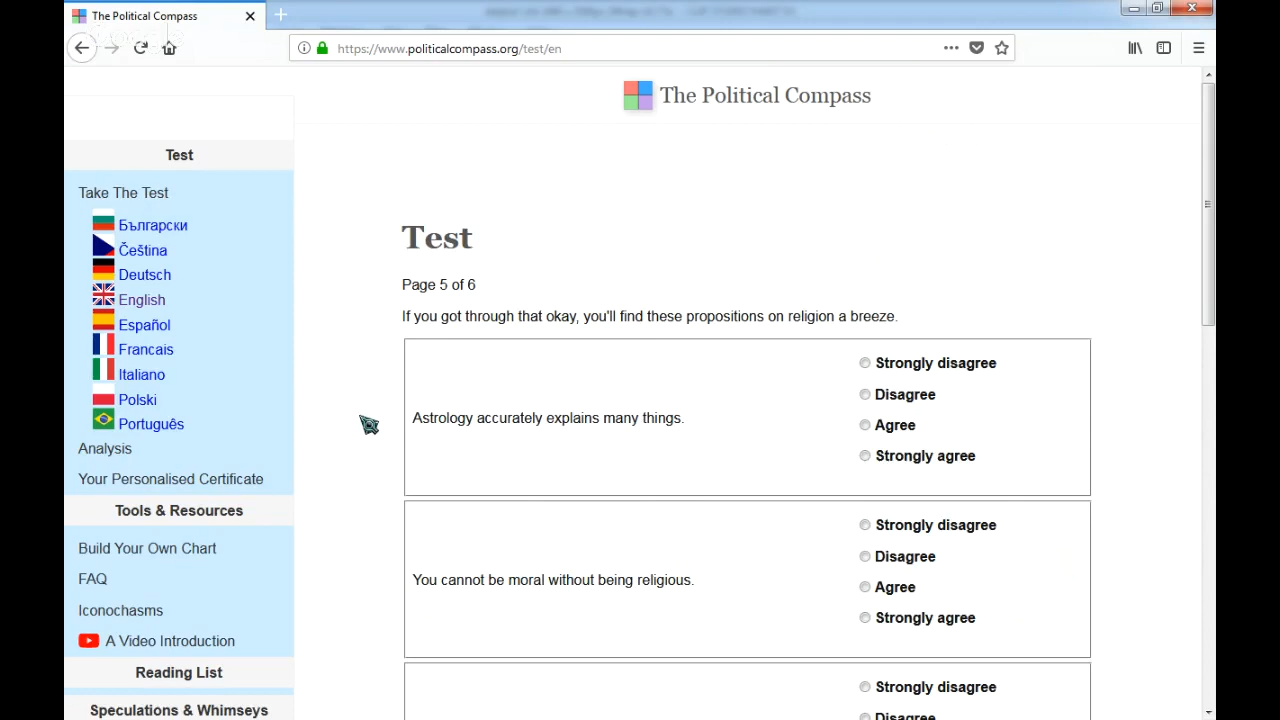 The Political Compass
https://www.politicalcompass.org/test/en
The Political Compass
Test
Take The Test
Български
Čeština
Deutsch
English
Español
Francais
Italiano
Polski
Português
Analysis
Your Personalised Certificate
Tools & Resources
Build Your Own Chart
FAQ
Iconochasms
A Video Introduction
Reading List
Speculations & Whimseys
Test
Page 5 of 6
If you got through that okay, you'll find these propositions on religion a breeze.
Astrology accurately explains many things.
Strongly disagree
Disagree
Agree
Strongly agree
You cannot be moral without being religious.
Strongly disagree
Disagree
Agree
Strongly agree
Strongly disagree
Disagree